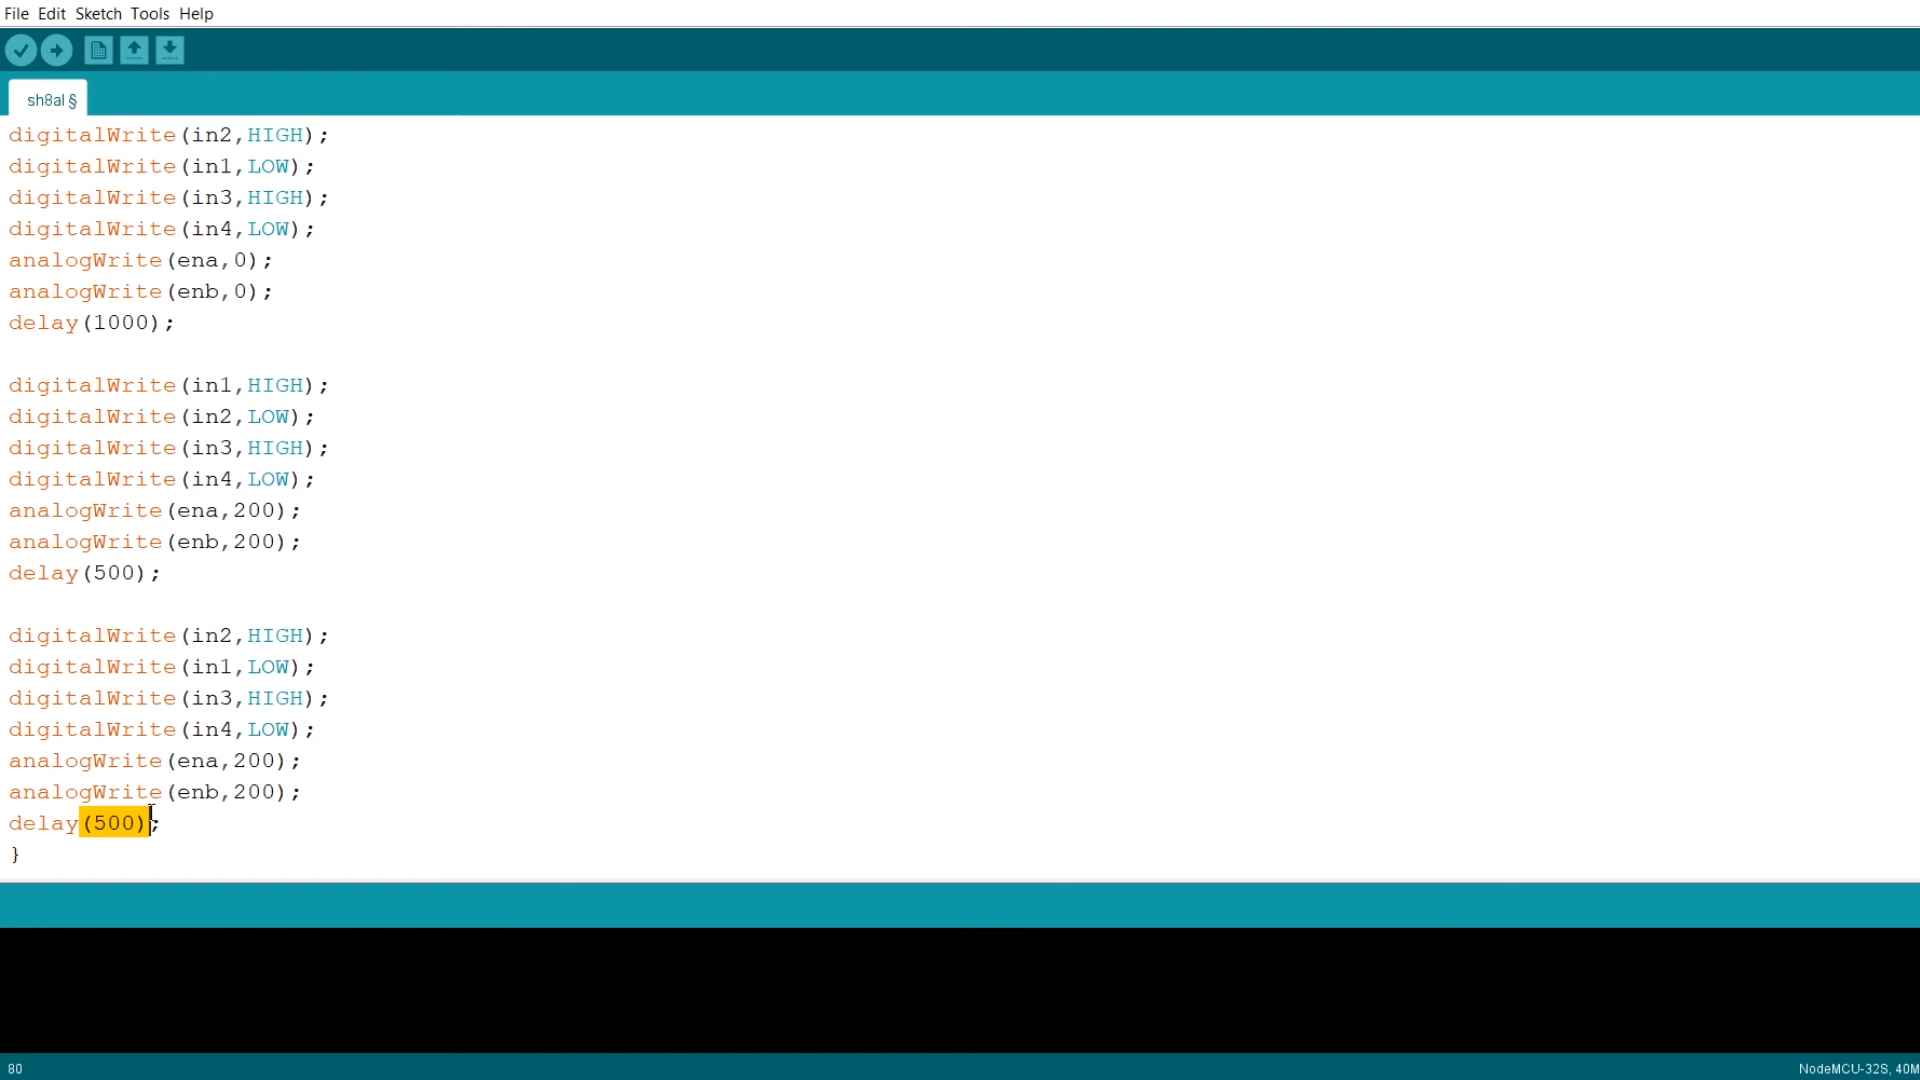 File Edit Sketch Tools Help
sh8al §
digitalWrite(in2,HIGH);
digitalWrite(in1,LOW);
digitalWrite(in3,HIGH);
digitalWrite(in4,LOW);
analogWrite(ena,0);
analogWrite(enb,0);
delay(1000);
digitalWrite(in1,HIGH);
digitalWrite(in2,LOW);
digitalWrite(in3,HIGH);
digitalWrite(in4,LOW);
analogWrite(ena,200);
analogWrite(enb,200);
delay(500);
digitalWrite(in2,HIGH);
digitalWrite(in1,LOW);
digitalWrite(in3,HIGH);
digitalWrite(in4,LOW);
analogWrite(ena,200);
analogWrite(enb,200);
delay(500);
}
80
NodeMCU-32S, 40M